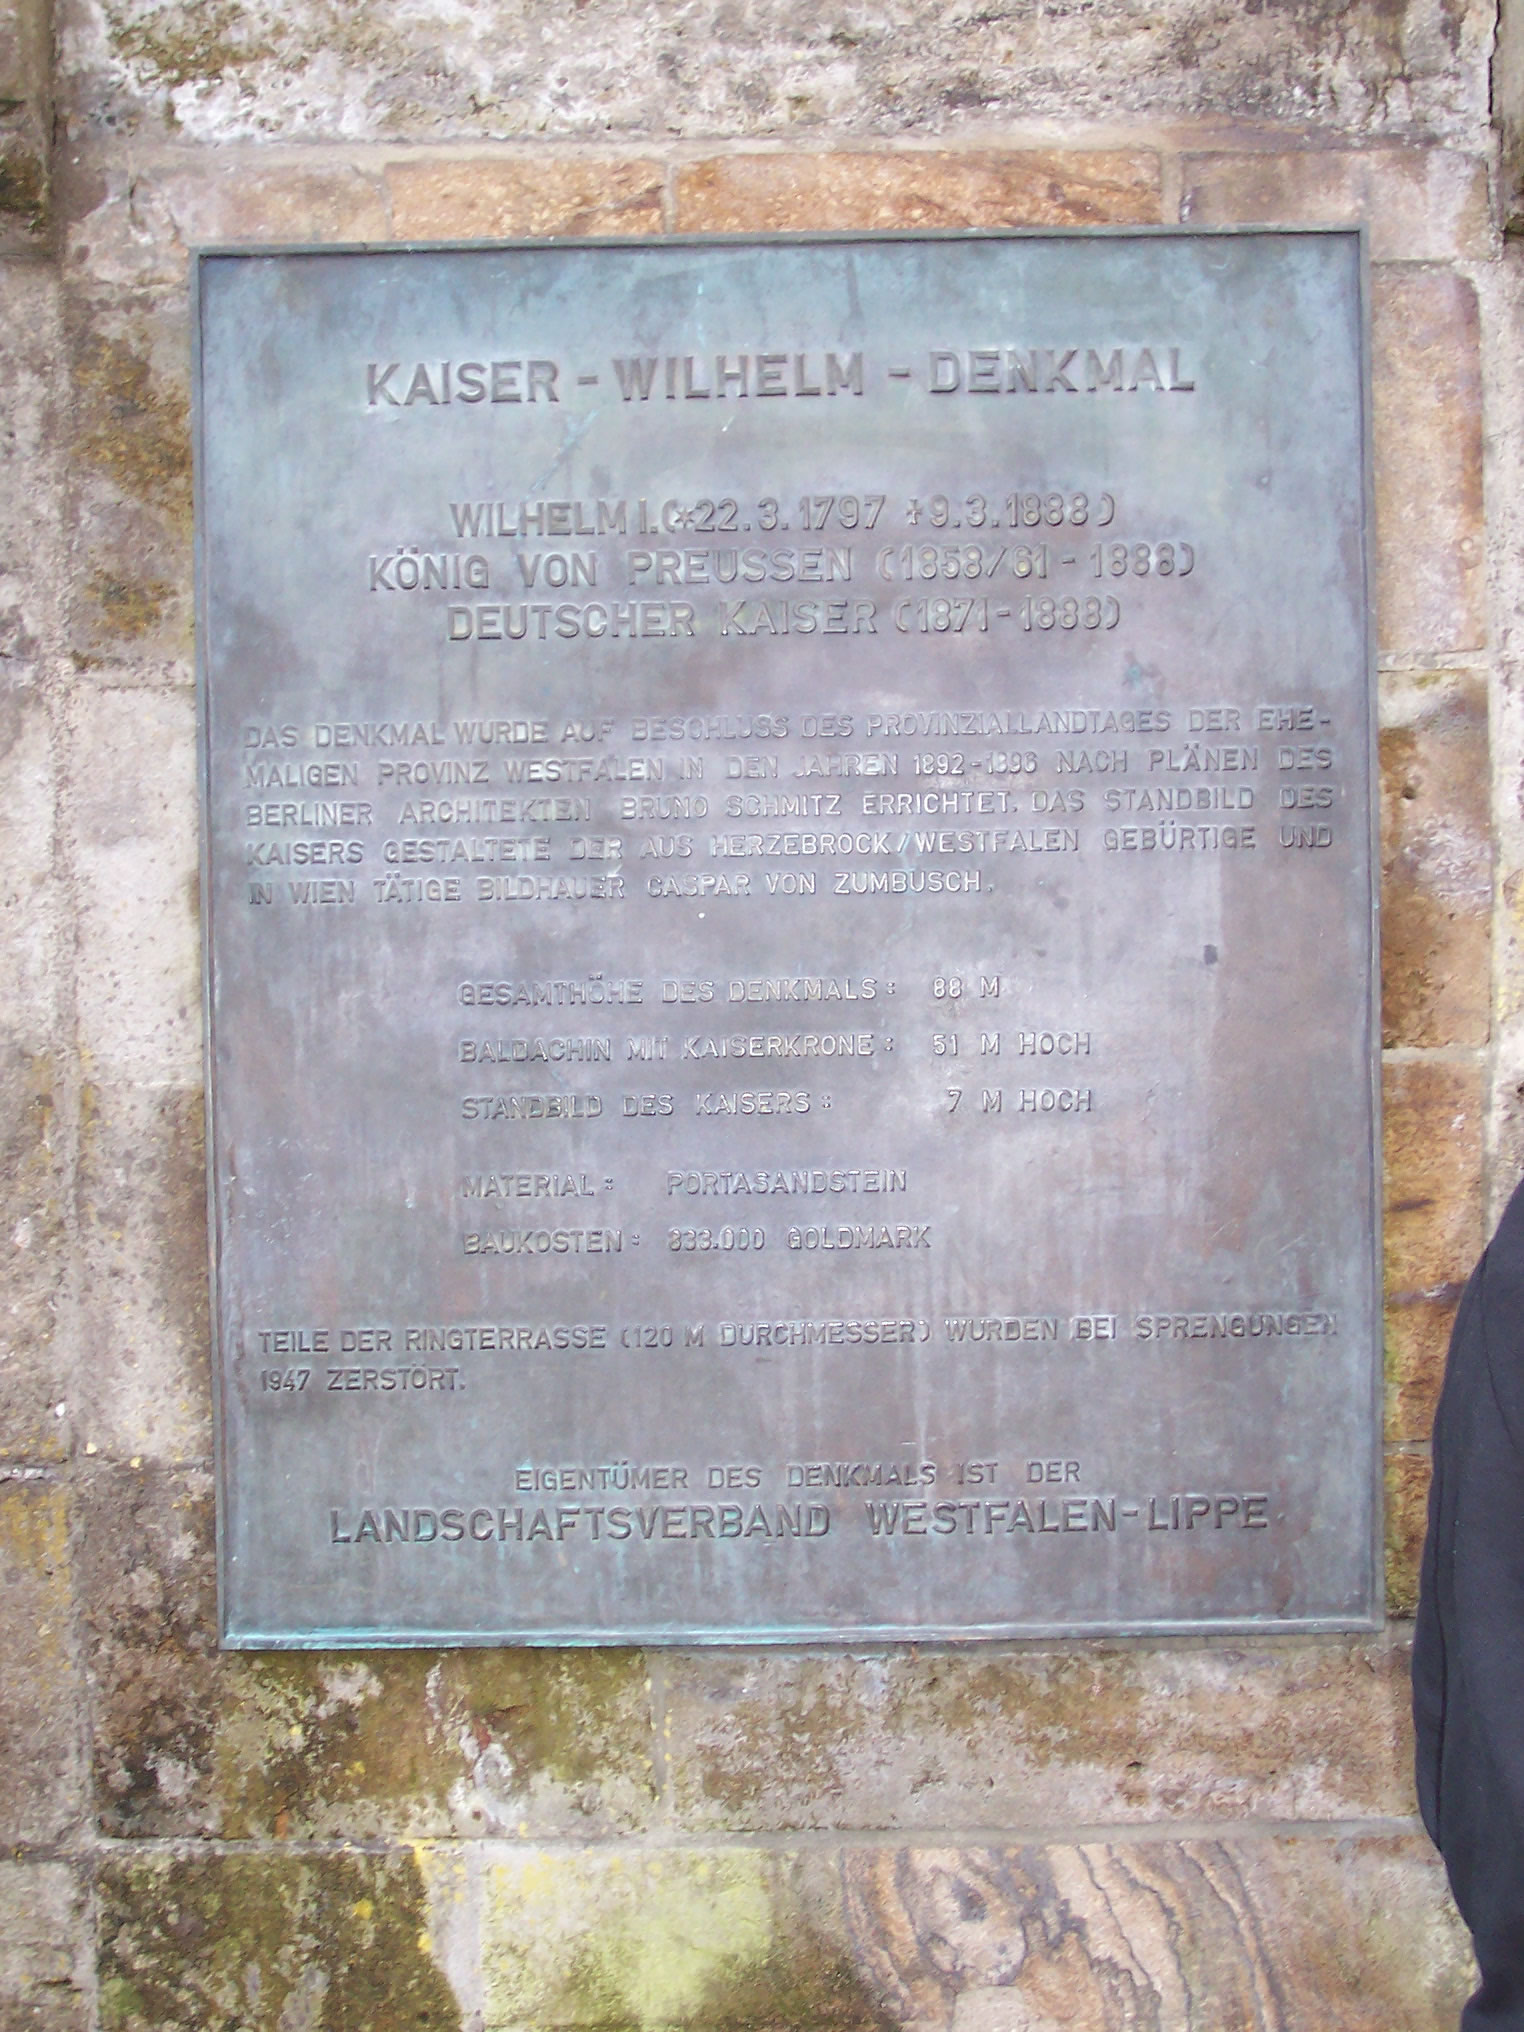 KAISER - WILHELM - DENKMAL
WILHELM I. (*22.3.1797 ✝9.3.1888)
KÖNIG VON PREUSSEN (1858/61 - 1888)
DEUTSCHER KAISER (1871-1888)
DAS DENKMAL WURDE AUF BESCHLUSS DES PROVINZIALLANDTAGES DER EHE-
MALIGEN PROVINZ WESTFALEN IN DEN JAHREN 1892-1896 NACH PLÄNEN DES
BERLINER ARCHITEKTEN BRUNO SCHMITZ ERRICHTET. DAS STANDBILD DES
KAISERS GESTALTETE DER AUS HERZEBROCK/WESTFALEN GEBÜRTIGE UND
IN WIEN TÄTIGE BILDHAUER CASPAR VON ZUMBUSCH.
GESAMTHÖHE DES DENKMALS: 88 M
BALDACHIN MIT KAISERKRONE: 51 M HOCH
STANDBILD DES KAISERS: 7 M HOCH
MATERIAL: PORTASANDSTEIN
BAUKOSTEN: 833.000 GOLDMARK
TEILE DER RINGTERRASSE (120 M DURCHMESSER) WURDEN BEI SPRENGUNGEN
1947 ZERSTÖRT.
EIGENTÜMER DES DENKMALS IST DER
LANDSCHAFTSVERBAND WESTFALEN-LIPPE